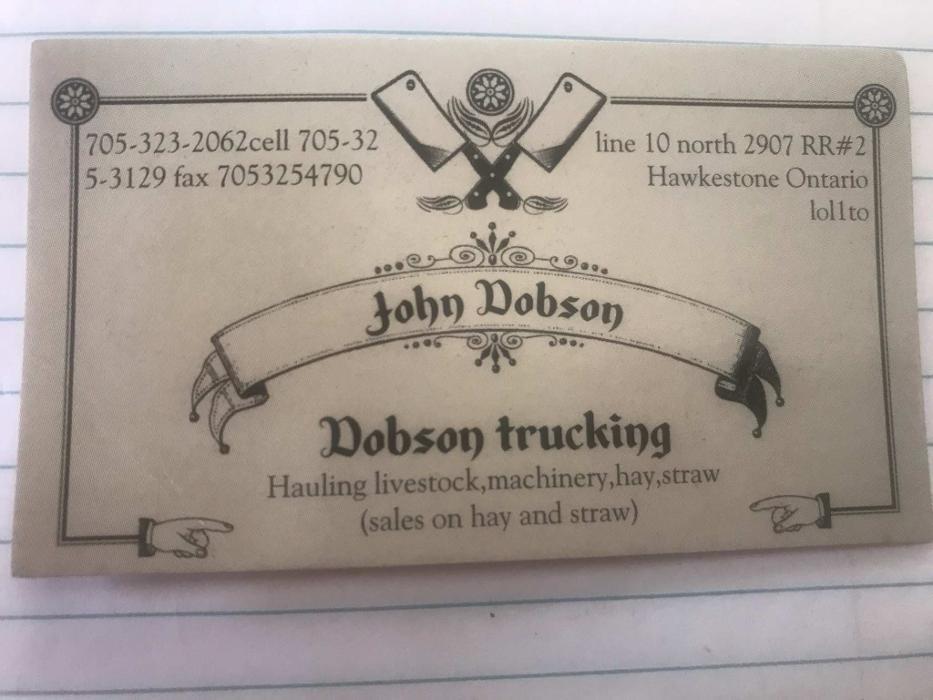 705-323-2062cell 705-32
5-3129 fax 7053254790
line 10 north 2907 RR#2
Hawkestone Ontario
lol1to
John Dobson
Dobson trucking
Hauling livestock,machinery,hay,straw
(sales on hay and straw)